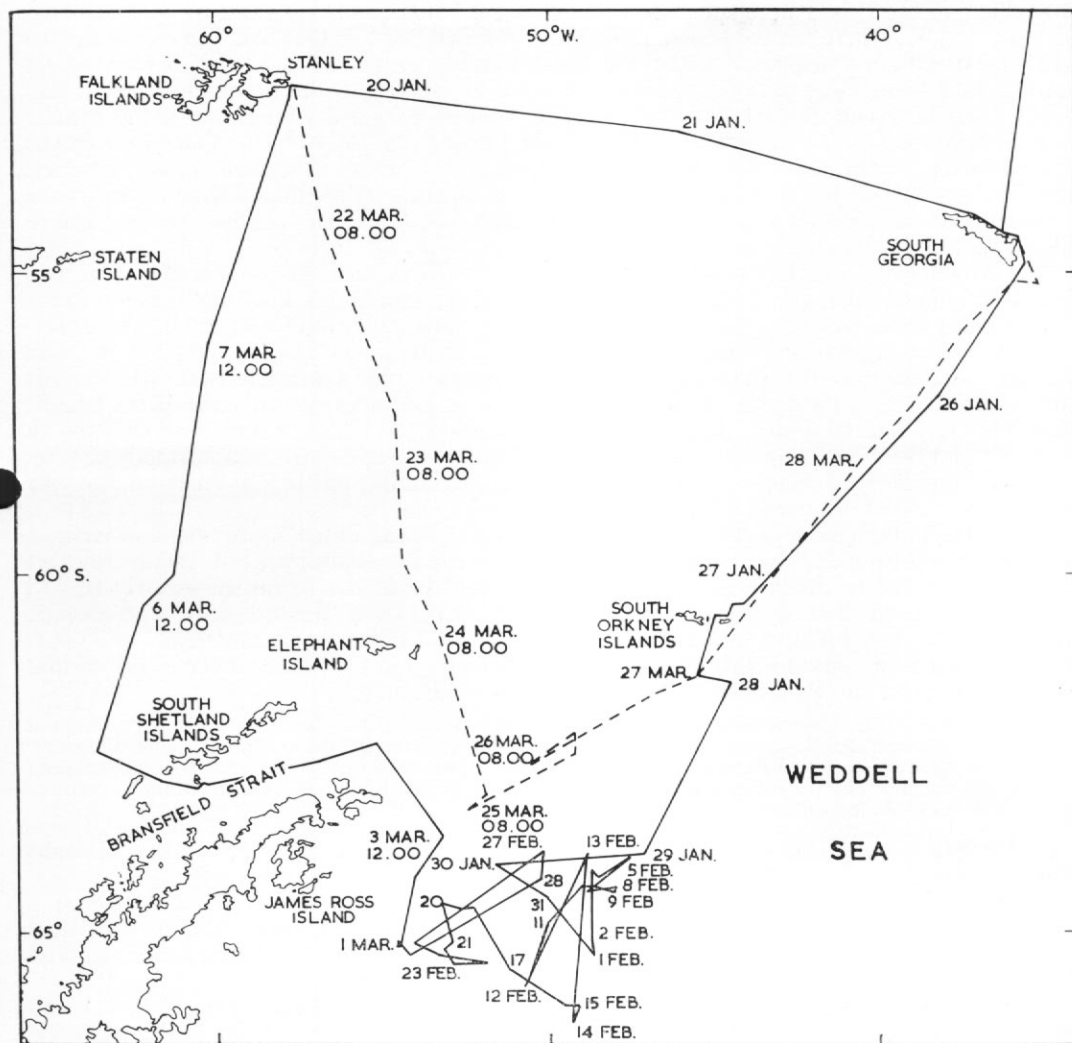 60°
50°W.
40°
STANLEY
FALKLAND
ISLANDS
20 JAN.
21 JAN.
22 MAR.
08.00
SOUTH
GEORGIA
STATEN
ISLAND
55°
7 MAR.
12.00
26 JAN.
23 MAR.
08.00
28 MAR.
60° S.
27 JAN.
6 MAR.
12.00
SOUTH
ORKNEY
ISLANDS
ELEPHANT
ISLAND
24 MAR.
08.00
27 MAR.
28 JAN.
SOUTH
SHETLAND
ISLANDS
26 MAR.
08.00
WEDDELL
SEA
BRANSFIELD STRAIT
25 MAR.
08.00
3 MAR.
12.00
27 FEB.
13 FEB.
30 JAN.
29 JAN.
5 FEB.
28
8 FEB.
9 FEB
JAMES ROSS
ISLAND
20
31
11
2 FEB.
65°
1 MAR.
21
1 FEB.
23 FEB.
17
12 FEB.
15 FEB.
14 FEB.